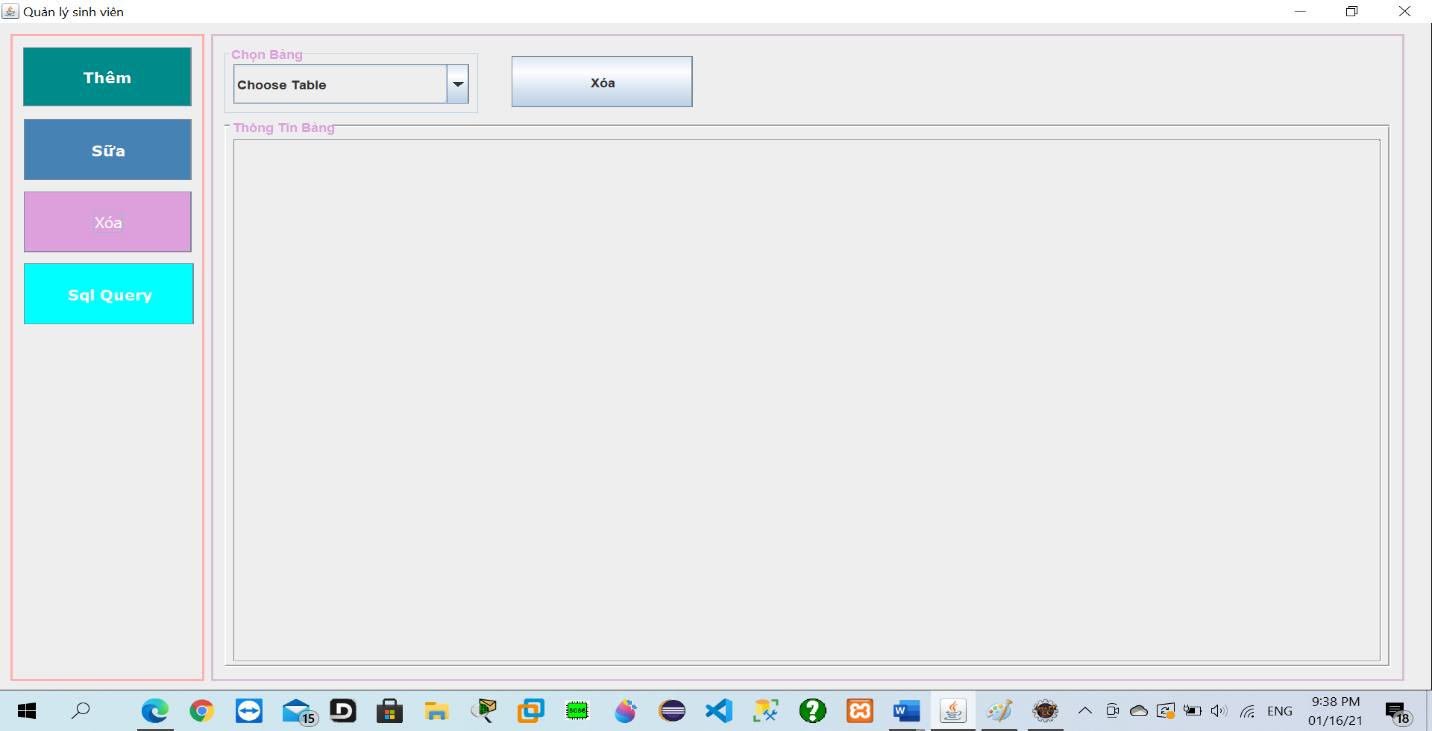 Quản lý sinh viên
Thêm
Sữa
Xóa
Sql Query
Chọn Bảng
Choose Table
Xóa
Thông Tin Bảng
15
D
W
ENG
9:38 PM
01/16/21
18